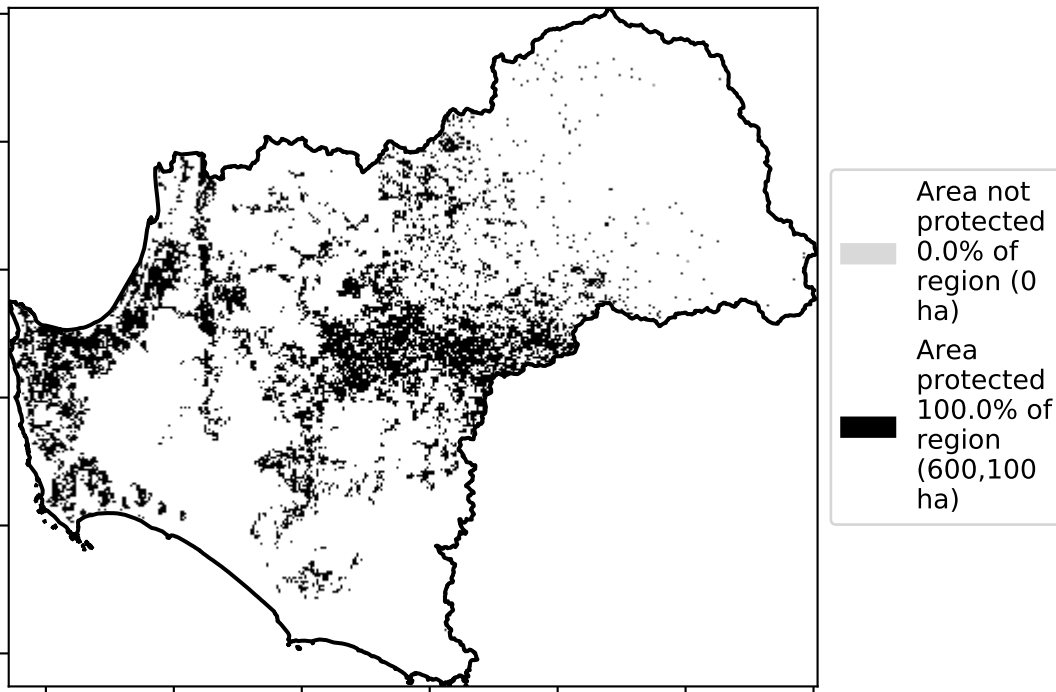 Area not
protected
0.0% of
region (0
ha)
Area
protected
100.0% of
region
(600,100
ha)